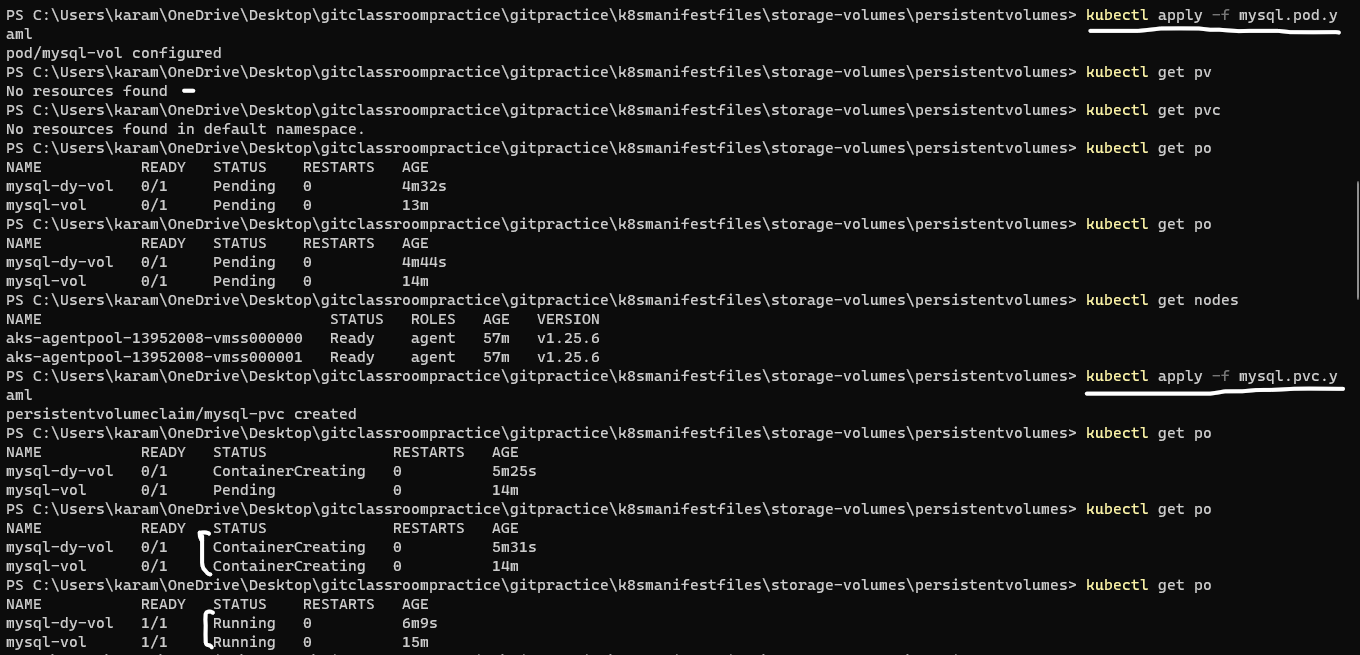 PS C:\Users\karam\OneDrive\Desktop\gitclassroompractice\gitpractice\k8smanifestfiles\storage-volumes\persistentvolumes> kubectl apply -f mysql.pod.y
aml
pod/mysql-vol configured
PS C:\Users\karam\OneDrive\Desktop\gitclassroompractice\gitpractice\k8smanifestfiles\storage-volumes\persistentvolumes> kubectl get pv
No resources found
PS C:\Users\karam\OneDrive\Desktop\gitclassroompractice\gitpractice\k8smanifestfiles\storage-volumes\persistentvolumes> kubectl get pvc
No resources found in default namespace.
PS C:\Users\karam\OneDrive\Desktop\gitclassroompractice\gitpractice\k8smanifestfiles\storage-volumes\persistentvolumes> kubectl get po
NAME           READY   STATUS    RESTARTS   AGE
mysql-dy-vol   0/1     Pending   0          4m32s
mysql-vol      0/1     Pending   0          13m
PS C:\Users\karam\OneDrive\Desktop\gitclassroompractice\gitpractice\k8smanifestfiles\storage-volumes\persistentvolumes> kubectl get po
NAME           READY   STATUS    RESTARTS   AGE
mysql-dy-vol   0/1     Pending   0          4m44s
mysql-vol      0/1     Pending   0          14m
PS C:\Users\karam\OneDrive\Desktop\gitclassroompractice\gitpractice\k8smanifestfiles\storage-volumes\persistentvolumes> kubectl get nodes
NAME                                STATUS   ROLES   AGE   VERSION
aks-agentpool-13952008-vmss000000   Ready    agent   57m   v1.25.6
aks-agentpool-13952008-vmss000001   Ready    agent   57m   v1.25.6
PS C:\Users\karam\OneDrive\Desktop\gitclassroompractice\gitpractice\k8smanifestfiles\storage-volumes\persistentvolumes> kubectl apply -f mysql.pvc.y
aml
persistentvolumeclaim/mysql-pvc created
PS C:\Users\karam\OneDrive\Desktop\gitclassroompractice\gitpractice\k8smanifestfiles\storage-volumes\persistentvolumes> kubectl get po
NAME           READY   STATUS              RESTARTS   AGE
mysql-dy-vol   0/1     ContainerCreating   0          5m25s
mysql-vol      0/1     Pending             0          14m
PS C:\Users\karam\OneDrive\Desktop\gitclassroompractice\gitpractice\k8smanifestfiles\storage-volumes\persistentvolumes> kubectl get po
NAME           READY   STATUS              RESTARTS   AGE
mysql-dy-vol   0/1     ContainerCreating   0          5m31s
mysql-vol      0/1     ContainerCreating   0          14m
PS C:\Users\karam\OneDrive\Desktop\gitclassroompractice\gitpractice\k8smanifestfiles\storage-volumes\persistentvolumes> kubectl get po
NAME           READY   STATUS    RESTARTS   AGE
mysql-dy-vol   1/1     Running   0          6m9s
mysql-vol      1/1     Running   0          15m